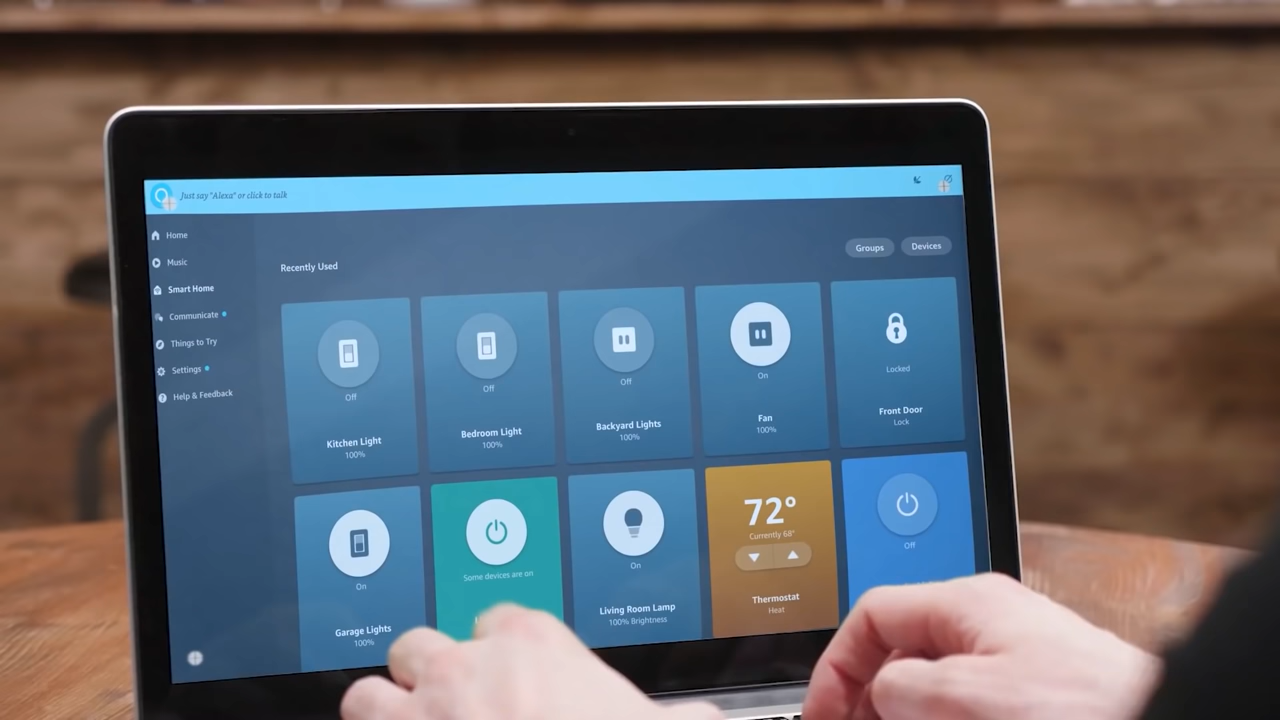 Just say "Alexa" or click to talk
Home
Music
Smart Home
Communicate
Things to Try
Settings
Help & Feedback
Recently Used
Groups
Devices
Off
Kitchen Light
100%
Off
Bedroom Light
100%
Off
Backyard Lights
100%
On
Fan
100%
Locked
Front Door
Lock
On
Garage Lights
100%
Some devices are on
On
Living Room Lamp
100% Brightness
72°
Currently 68°
Thermostat
Heat
Off